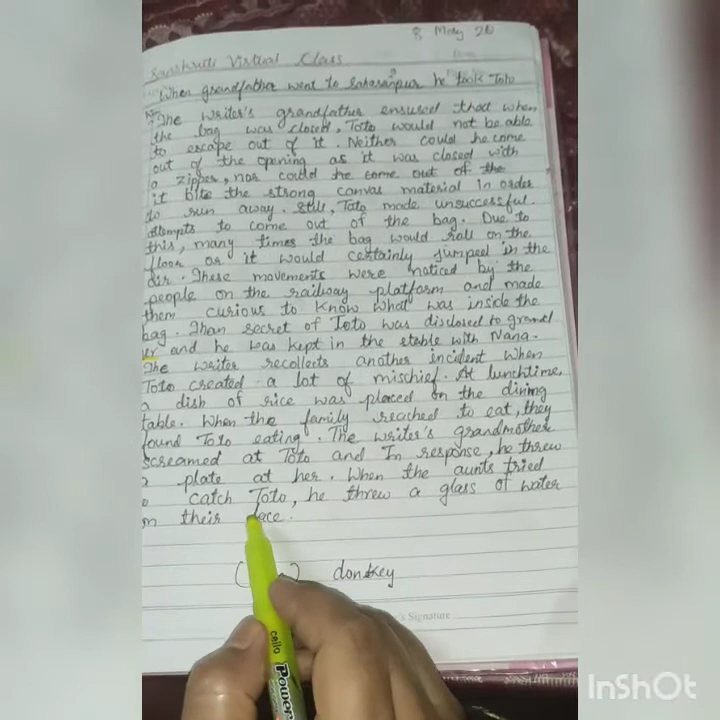 8 May 20
Sanskruti Virtual Class
When grandfather went to Saharanpur he took Toto
The writer's grandfather ensured that when
the bag was closed, Toto would not be able
to escape out of it. Neither could he come
out of the opening as it was closed with
a zipper, nor could he come out of the
it bite the strong canvas material in order
to run away. Still, Toto made unsuccessful
attempts to come out of the bag. Due to
this, many times the bag would roll on the
floor or it would certainly jumped in the
air. These movements were noticed by the
people on the railway platform and made
them curious to know what was inside the
bag. Than secret of Toto was disclosed to grand
er and he was kept in the stable with Nana.
The writer recollects another incident when
Toto created a lot of mischief. At lunchtime,
a dish of rice was placed on the dining
table. When the family reached to eat, they
found Toto eating. The writer's grandmother
screamed at Toto and In response, he threw
a plate at her. When the aunts tried
catch Toto, he threw a glass of water
on their face.
donkey
's Signature
cello
Power
InShOt